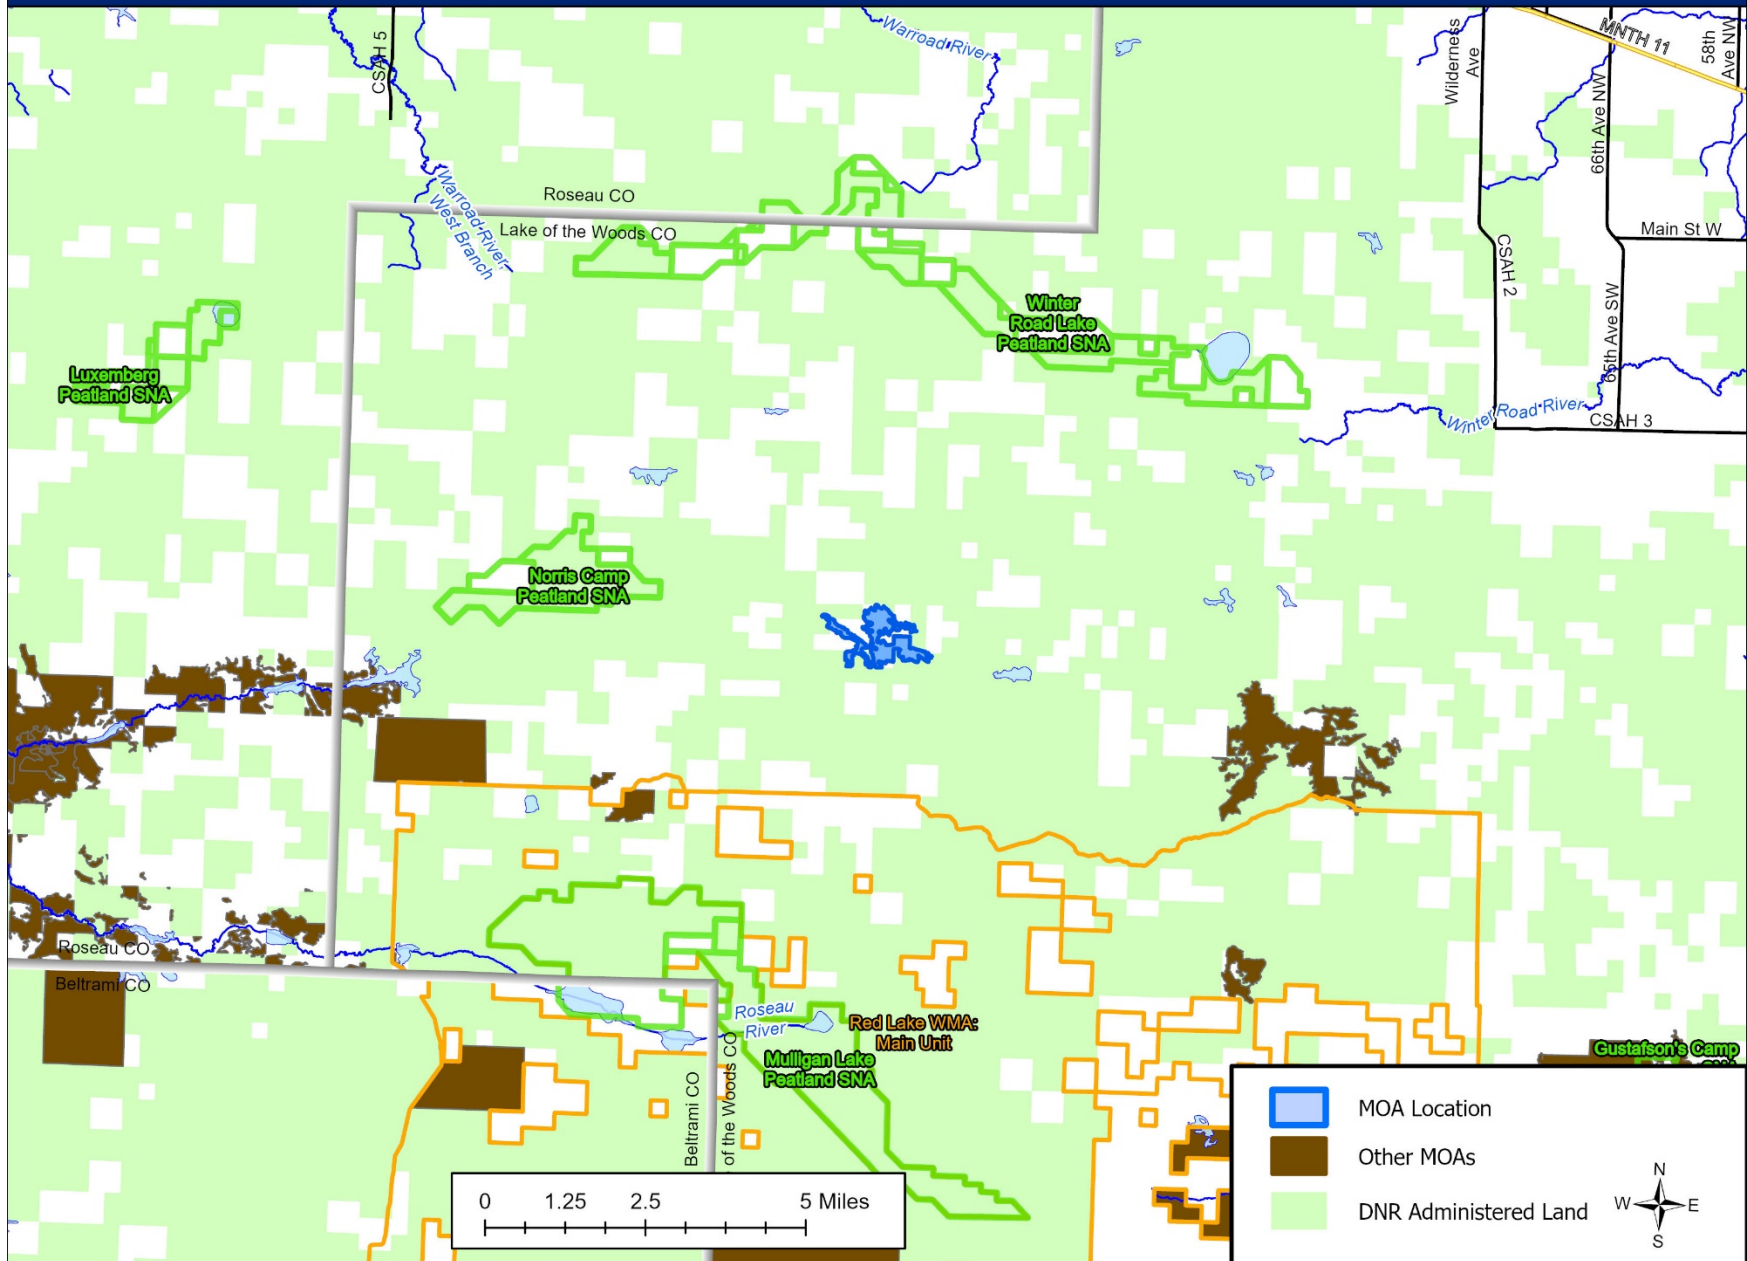 CSAH 5
Warroad River
Wilderness
Ave
MNTH 11
58th
Ave NW
66th Ave NW
Roseau CO
Lake of the Woods CO
Warroad River,
West Branch
Main St W
CSAH 2
65th Ave SW
Winter
Road Lake
Peatland SNA
Luxemberg
Peatland SNA
Winter Road River
CSAH 3
Norris Camp
Peatland SNA
Roseau CO
Beltrami CO
Roseau
River
Red Lake WMA:
Main Unit
Mulligan Lake
Peatland SNA
Gustafson's Camp
Beltrami CO
of the Woods CO
MOA Location
Other MOAs
DNR Administered Land
N
W E
S
0 1.25 2.5 5 Miles